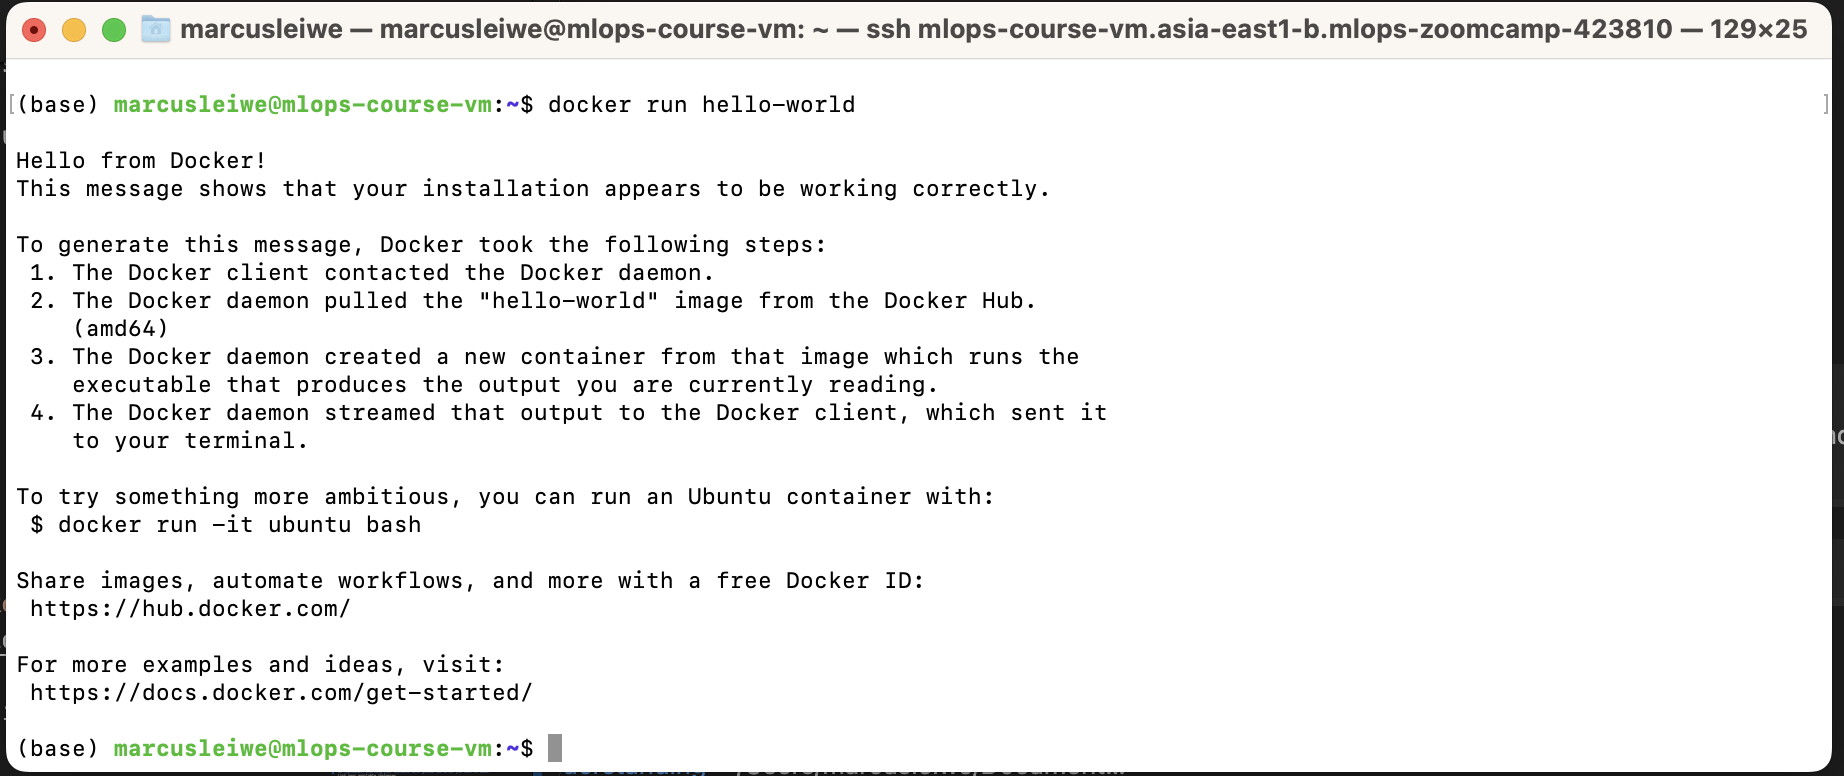 marcusleiwe — marcusleiwe@mlops-course-vm: ~ — ssh mlops-course-vm.asia-east1-b.mlops-zoomcamp-423810 — 129×25
[(base) marcusleiwe@mlops-course-vm:~$ docker run hello-world ]
Hello from Docker!
This message shows that your installation appears to be working correctly.
To generate this message, Docker took the following steps:
1. The Docker client contacted the Docker daemon.
2. The Docker daemon pulled the "hello-world" image from the Docker Hub.
(amd64)
3. The Docker daemon created a new container from that image which runs the
executable that produces the output you are currently reading.
4. The Docker daemon streamed that output to the Docker client, which sent it
to your terminal.
To try something more ambitious, you can run an Ubuntu container with:
$ docker run -it ubuntu bash
Share images, automate workflows, and more with a free Docker ID:
https://hub.docker.com/
For more examples and ideas, visit:
https://docs.docker.com/get-started/
(base) marcusleiwe@mlops-course-vm:~$